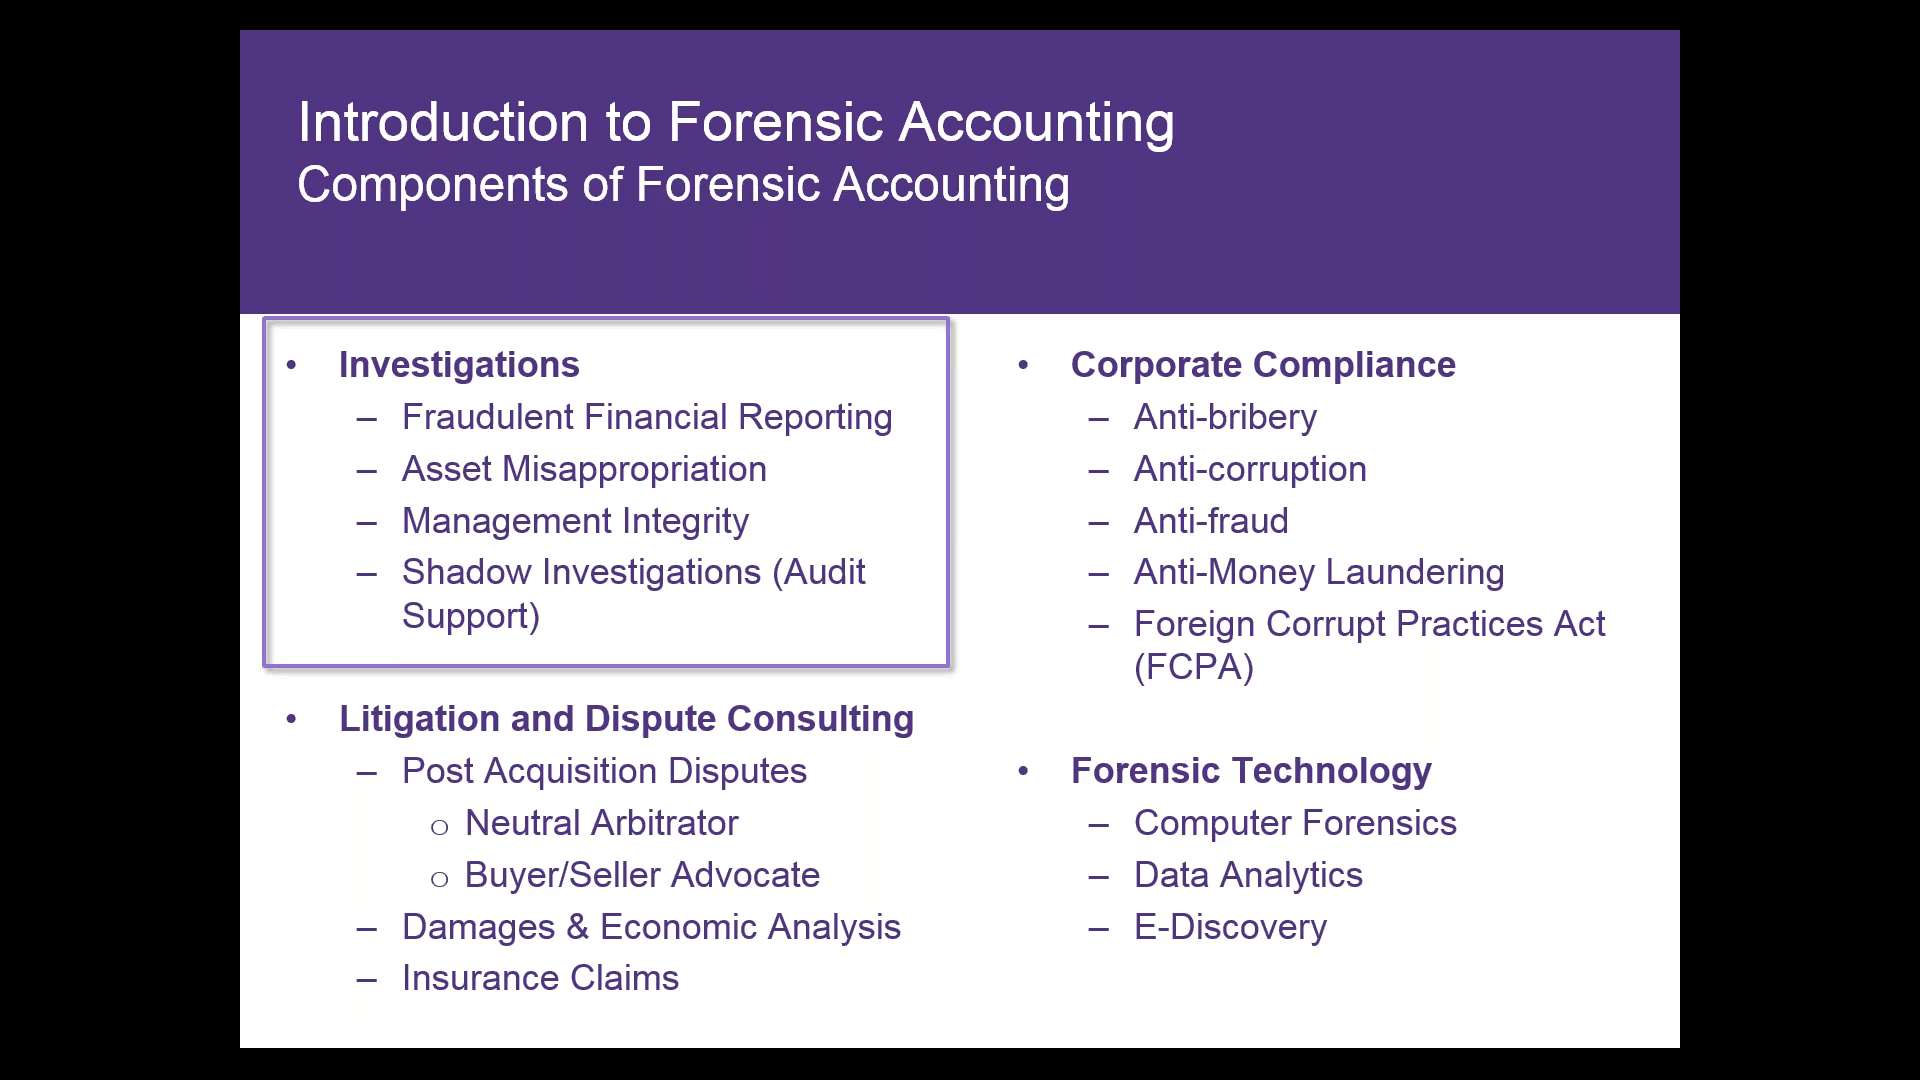 Introduction to Forensic Accounting
Components of Forensic Accounting
• Investigations
– Fraudulent Financial Reporting
– Asset Misappropriation
– Management Integrity
– Shadow Investigations (Audit
Support)
• Litigation and Dispute Consulting
– Post Acquisition Disputes
o Neutral Arbitrator
o Buyer/Seller Advocate
– Damages & Economic Analysis
– Insurance Claims
• Corporate Compliance
– Anti-bribery
– Anti-corruption
– Anti-fraud
– Anti-Money Laundering
– Foreign Corrupt Practices Act
(FCPA)
• Forensic Technology
– Computer Forensics
– Data Analytics
– E-Discovery